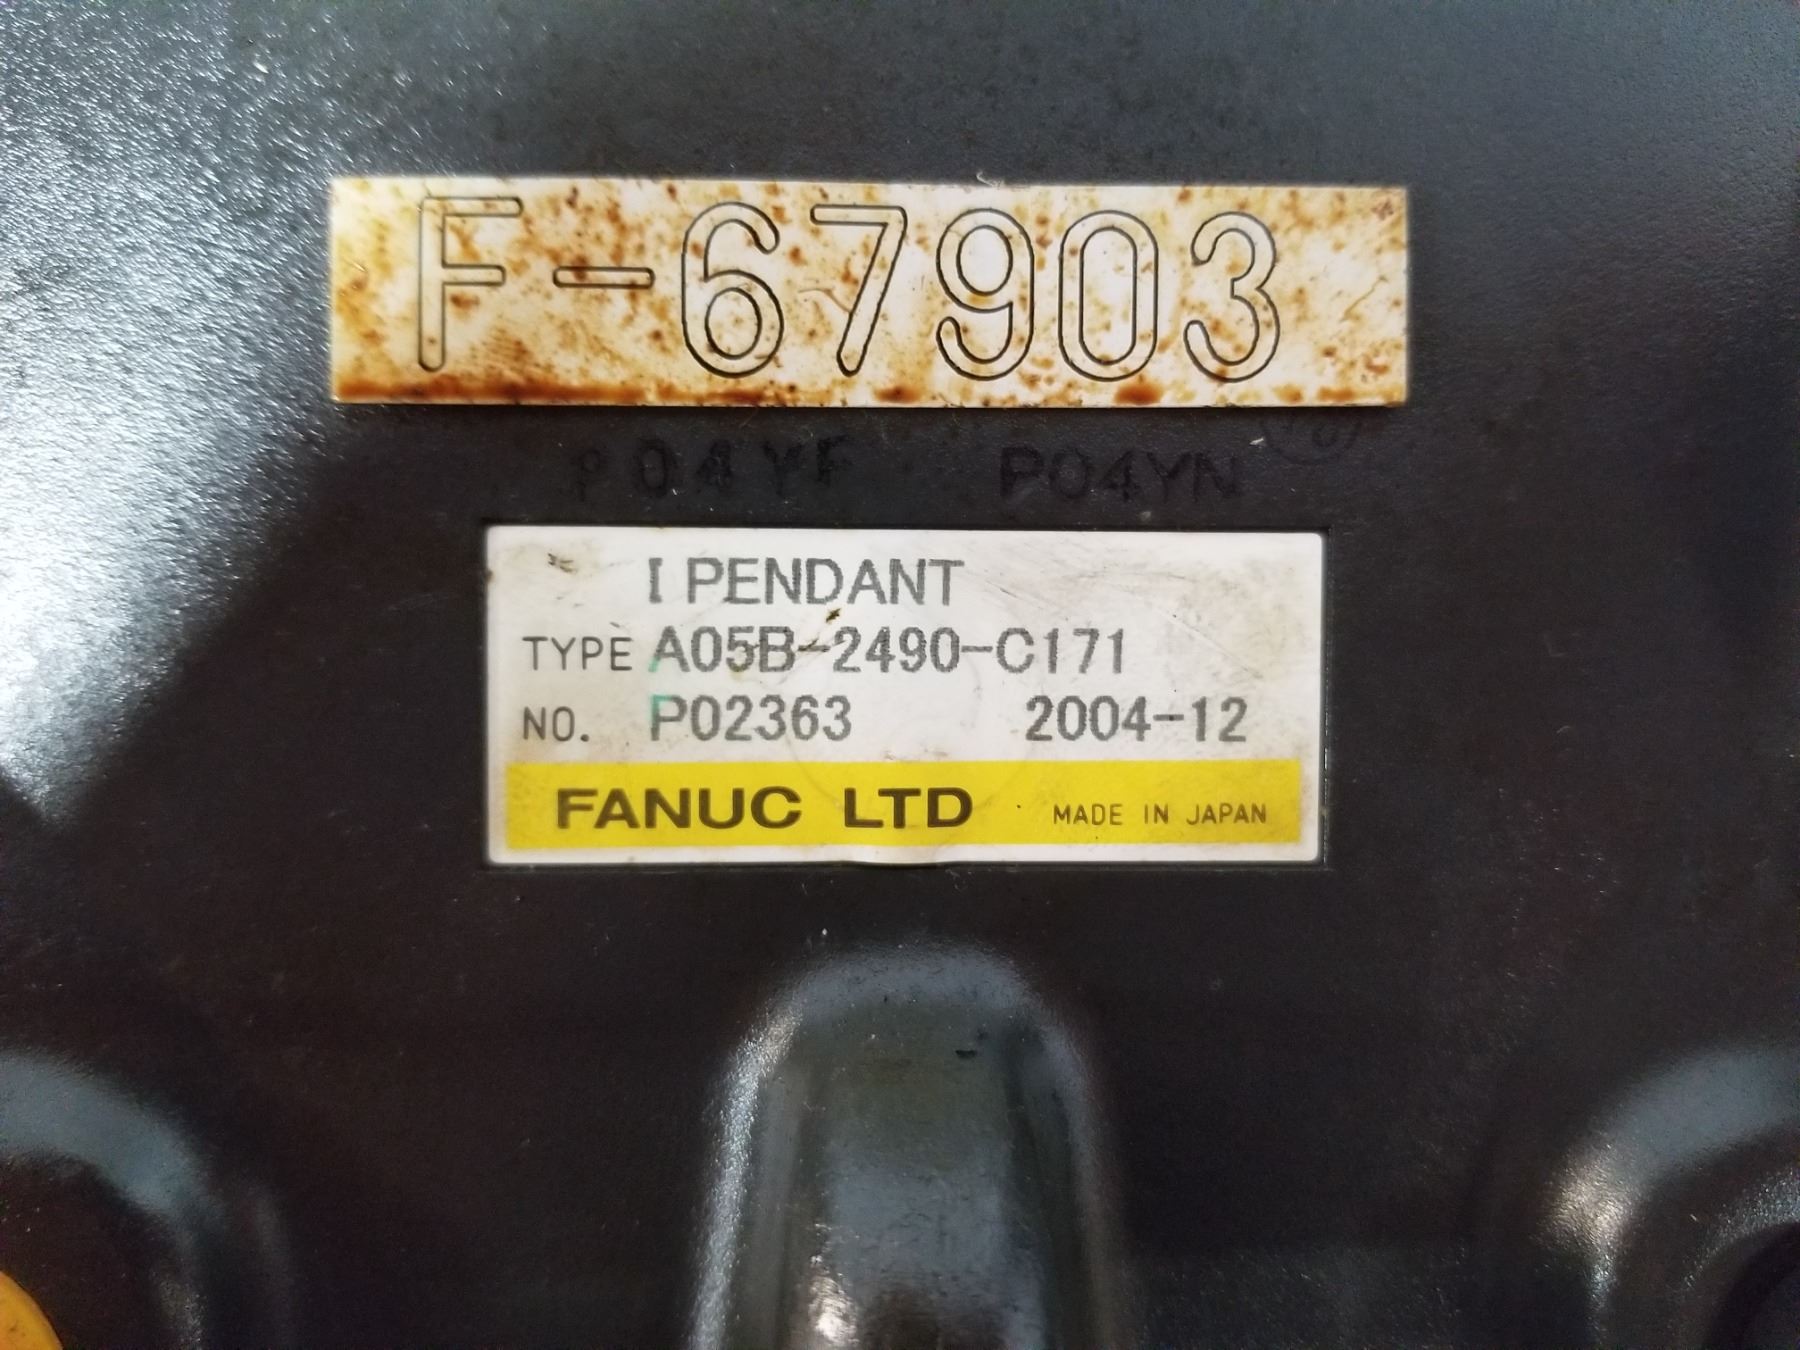 F-67903
P04YF P04YN
I PENDANT
TYPE A05B-2490-C171
NO. P02363 2004-12
FANUC LTD MADE IN JAPAN